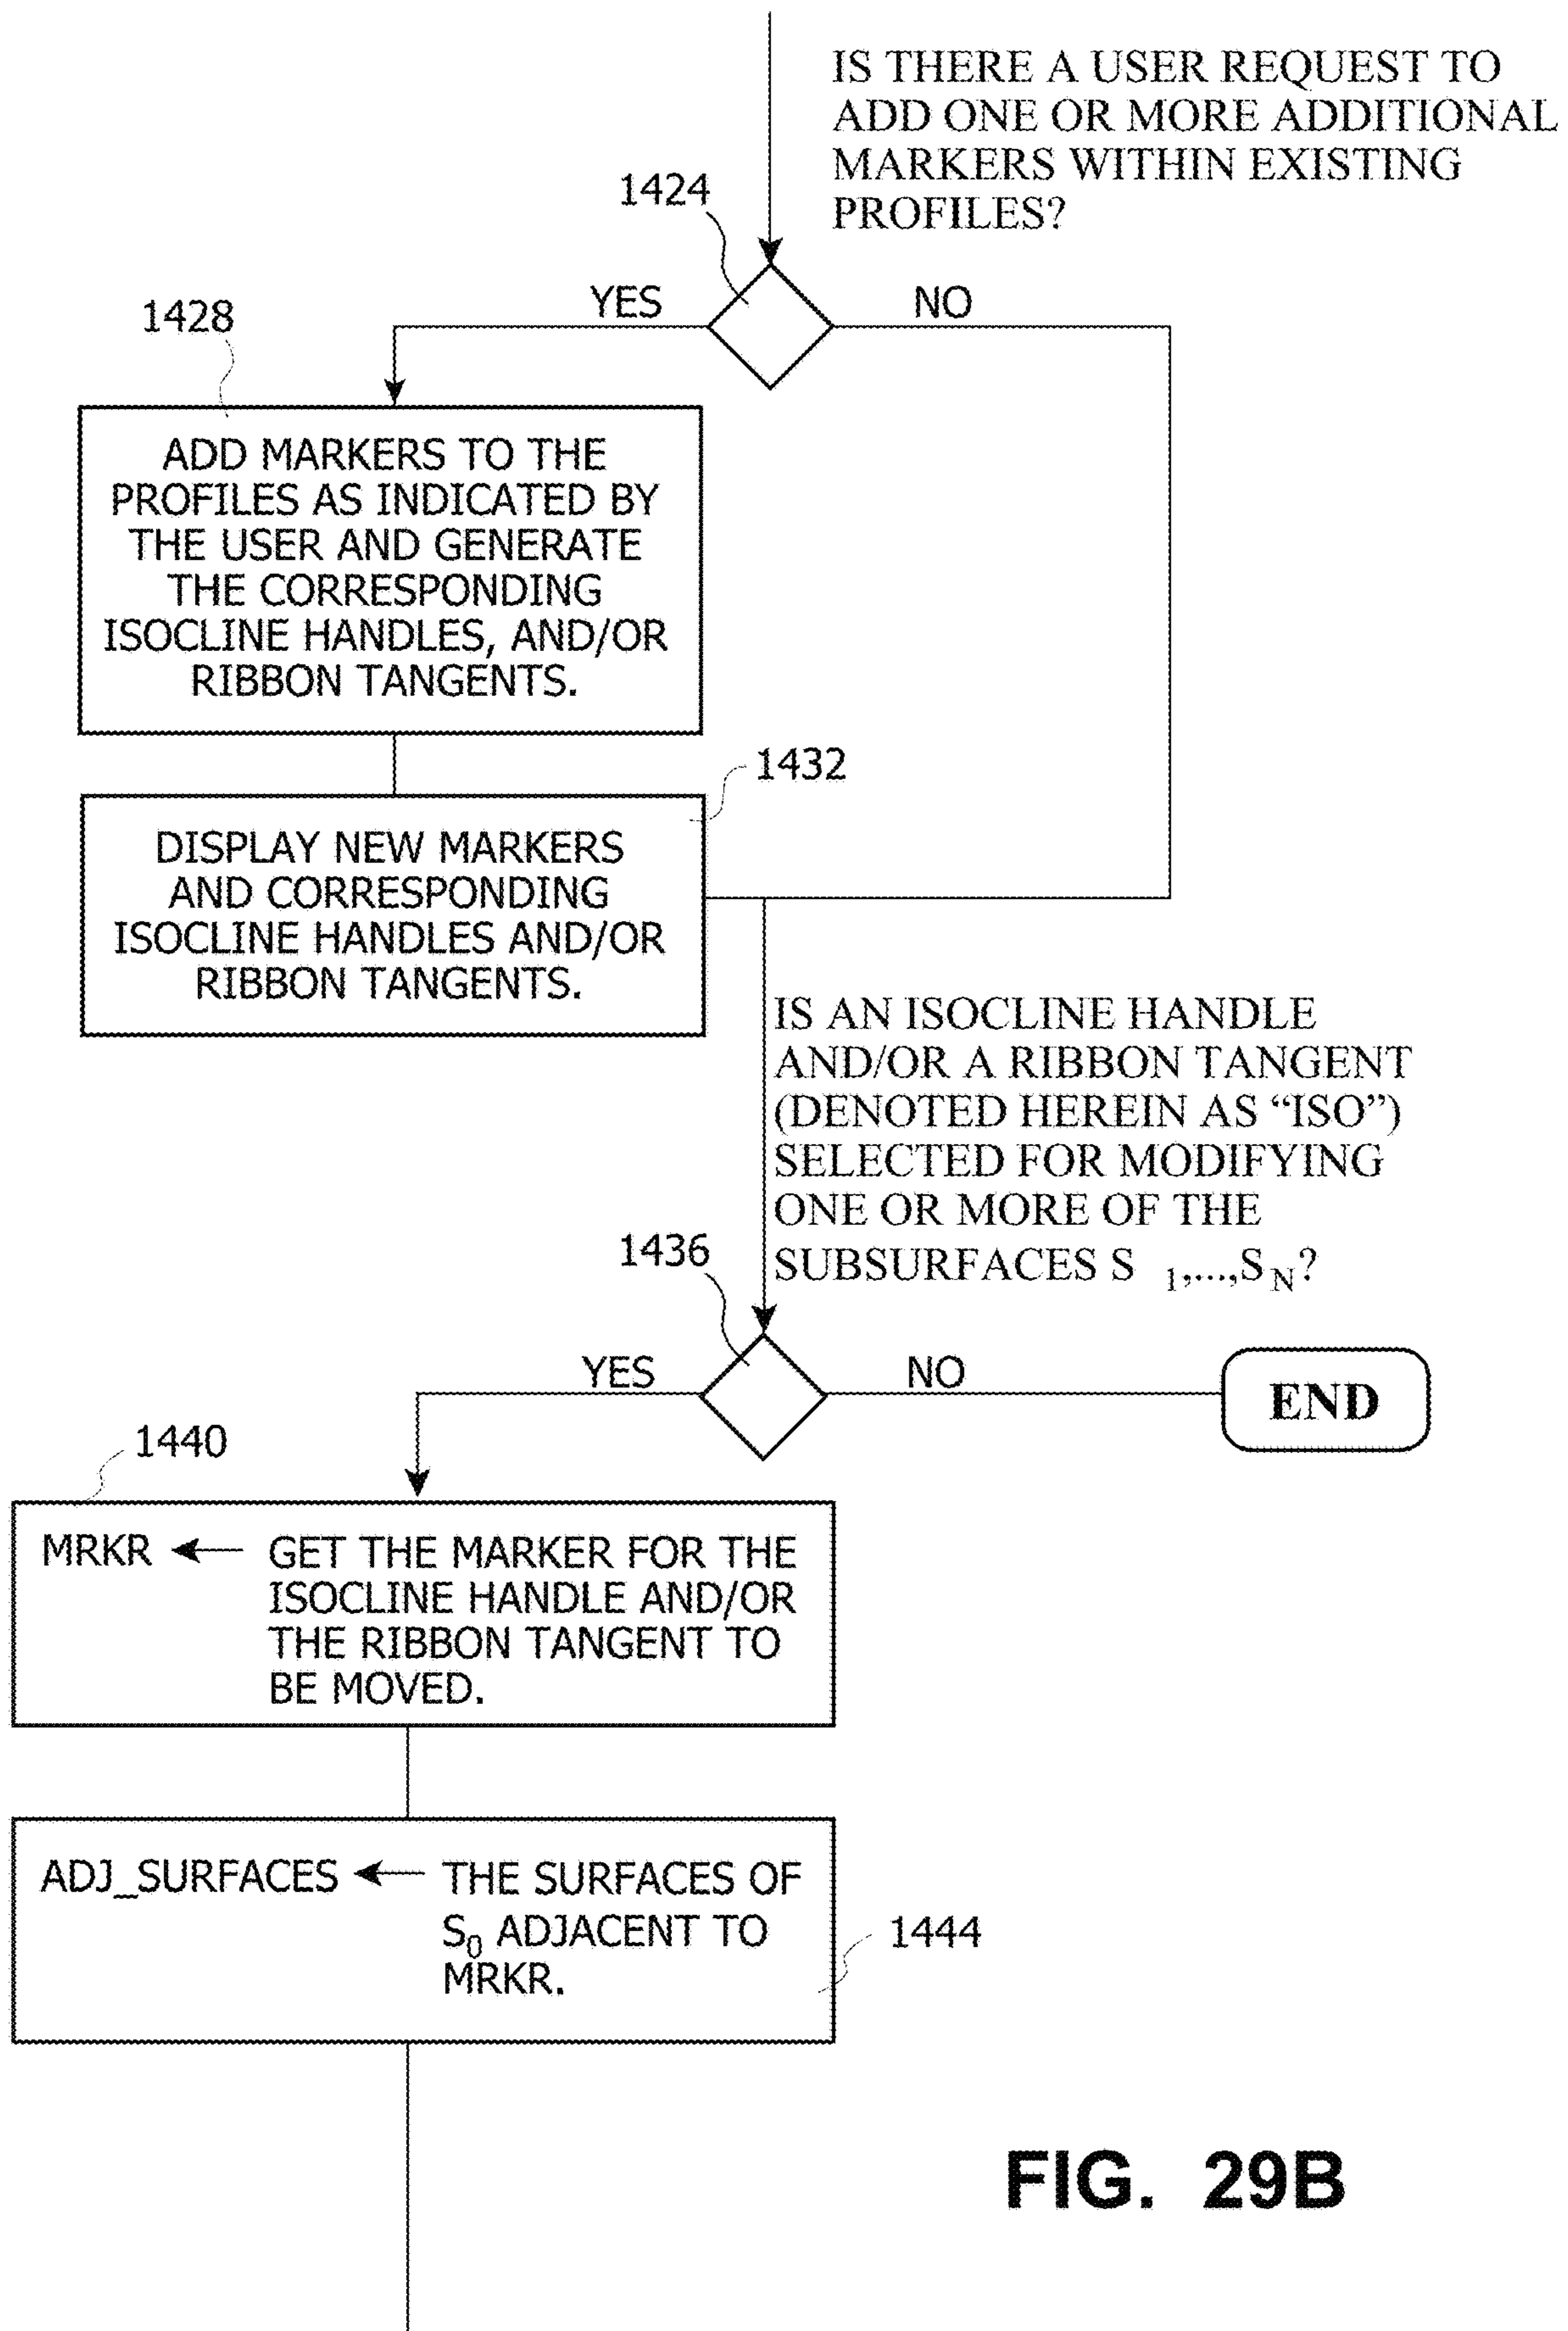 IS THERE A USER REQUEST TO
ADD ONE OR MORE ADDITIONAL
MARKERS WITHIN EXISTING
PROFILES?
1424
YES
NO
1428
ADD MARKERS TO THE
PROFILES AS INDICATED BY
THE USER AND GENERATE
THE CORRESPONDING
ISOCLINE HANDLES, AND/OR
RIBBON TANGENTS.
1432
DISPLAY NEW MARKERS
AND CORRESPONDING
ISOCLINE HANDLES AND/OR
RIBBON TANGENTS.
IS AN ISOCLINE HANDLE
AND/OR A RIBBON TANGENT
(DENOTED HEREIN AS “ISO”)
SELECTED FOR MODIFYING
ONE OR MORE OF THE
SUBSURFACES S 1,...,SN?
1436
YES
NO
END
1440
MRKR ← GET THE MARKER FOR THE
ISOCLINE HANDLE AND/OR
THE RIBBON TANGENT TO
BE MOVED.
ADJ_SURFACES ← THE SURFACES OF
S0 ADJACENT TO
MRKR.
1444
FIG. 29B